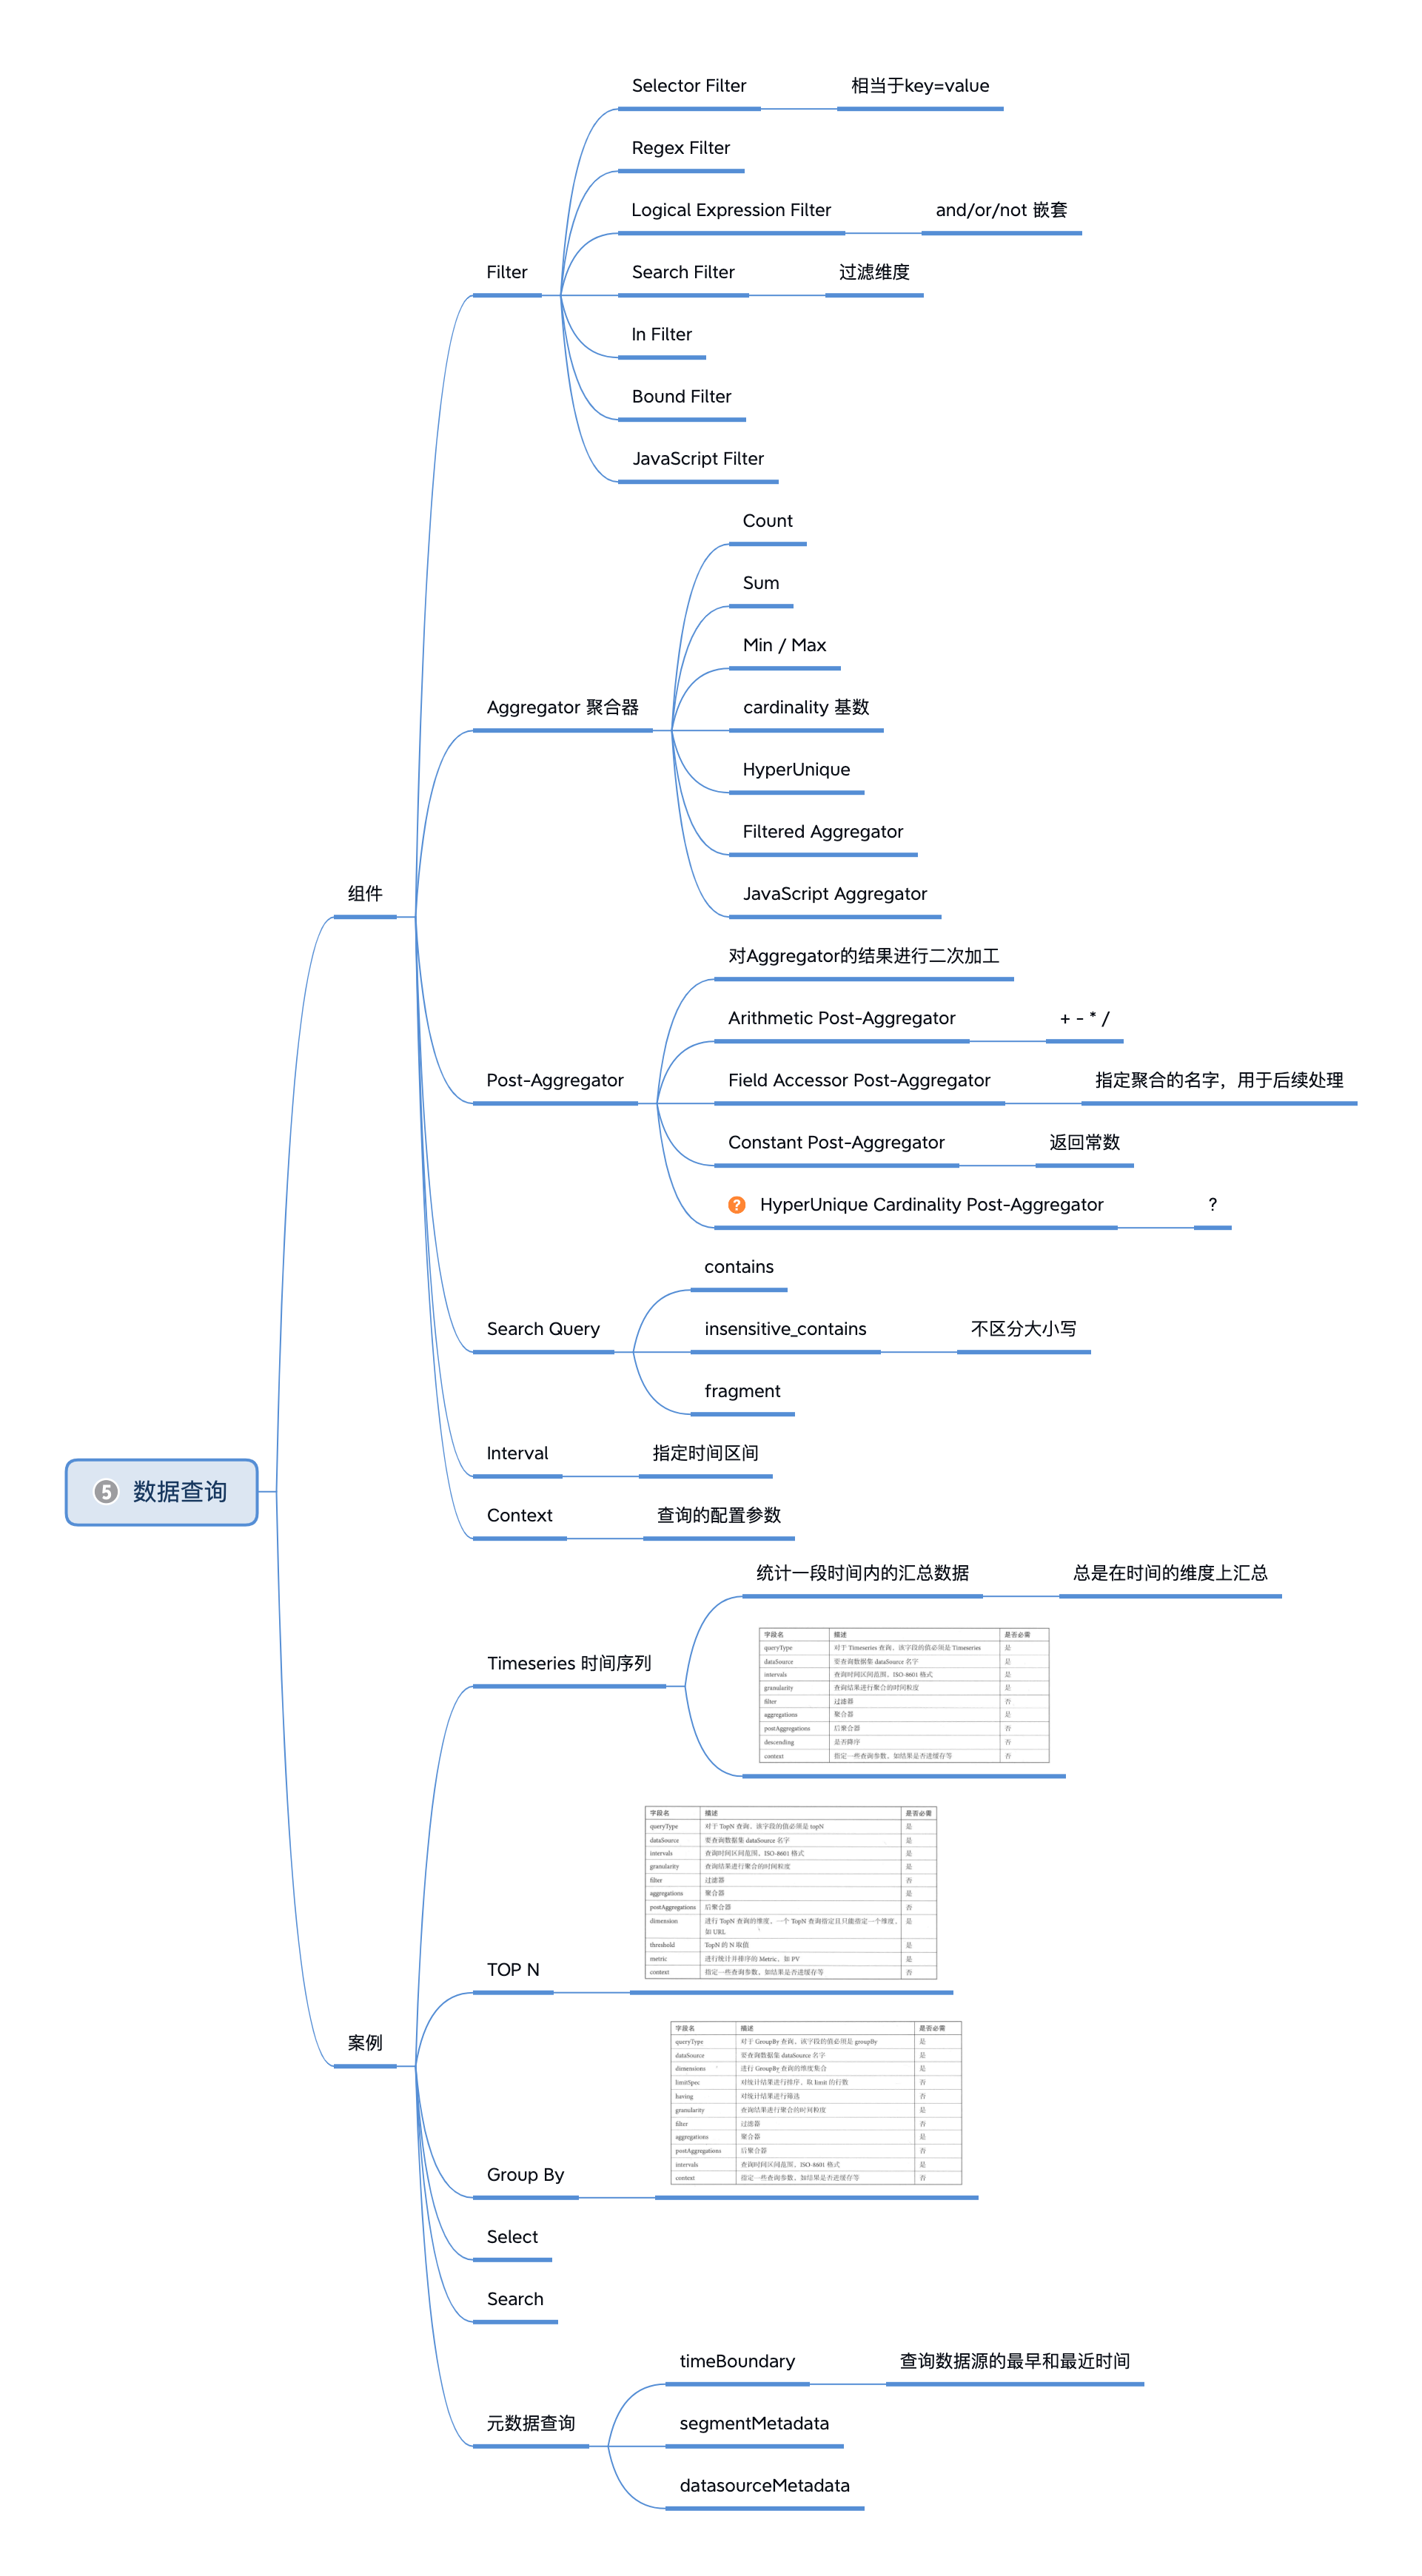 Selector Filter 相当于key=value
Regex Filter
Logical Expression Filter and/or/not 嵌套
Filter Search Filter 过滤维度
In Filter
Bound Filter
JavaScript Filter
Count
Sum
Min / Max
Aggregator 聚合器 cardinality 基数
HyperUnique
Filtered Aggregator
组件 JavaScript Aggregator
对Aggregator的结果进行二次加工
Arithmetic Post-Aggregator + - * /
Post-Aggregator Field Accessor Post-Aggregator 指定聚合的名字，用于后续处理
Constant Post-Aggregator 返回常数
? HyperUnique Cardinality Post-Aggregator ?
contains
Search Query insensitive_contains 不区分大小写
fragment
Interval 指定时间区间
5 数据查询
Context 查询的配置参数
统计一段时间内的汇总数据 总是在时间的维度上汇总
Timeseries 时间序列
字段名 描述 是否必需
queryType 对于 Timeseries 查询，该字段的值必须是 Timeseries 是
dataSource 要查询数据集 dataSource 名字 是
intervals 查询时间区间范围，ISO-8601 格式 是
granularity 查询结果进行聚合的时间粒度 是
filter 过滤器 否
aggregations 聚合器 是
postAggregations 后聚合器 否
descending 是否降序 否
context 指定一些查询参数，如结果是否进缓存等 否
TOP N
字段名 描述 是否必需
queryType 对于 TopN 查询，该字段的值必须是 topN 是
dataSource 要查询数据集 dataSource 名字 是
intervals 查询时间区间范围，ISO-8601 格式 是
granularity 查询结果进行聚合的时间粒度 是
filter 过滤器 否
aggregations 聚合器 是
postAggregations 后聚合器 否
dimension 进行 TopN 查询的维度，一个 TopN 查询指定且只能指定一个维度， 是
如 URL
threshold TopN 的 N 取值 是
metric 进行统计并排序的 Metric，如 PV 是
context 指定一些查询参数，如结果是否进缓存等 否
案例
Group By
字段名 描述 是否必需
queryType 对于 GroupBy 查询，该字段的值必须是 groupBy 是
dataSource 要查询数据集 dataSource 名字 是
dimensions 进行 GroupBy 查询的维度集合 是
limitSpec 对统计结果进行排序，取 limit 的行数 否
having 对统计结果进行筛选 否
granularity 查询结果进行聚合的时间粒度 是
filter 过滤器 否
aggregations 聚合器 是
postAggregations 后聚合器 否
intervals 查询时间区间范围，ISO-8601 格式 是
context 指定一些查询参数，如结果是否进缓存等 否
Select
Search
timeBoundary 查询数据源的最早和最近时间
元数据查询 segmentMetadata
datasourceMetadata